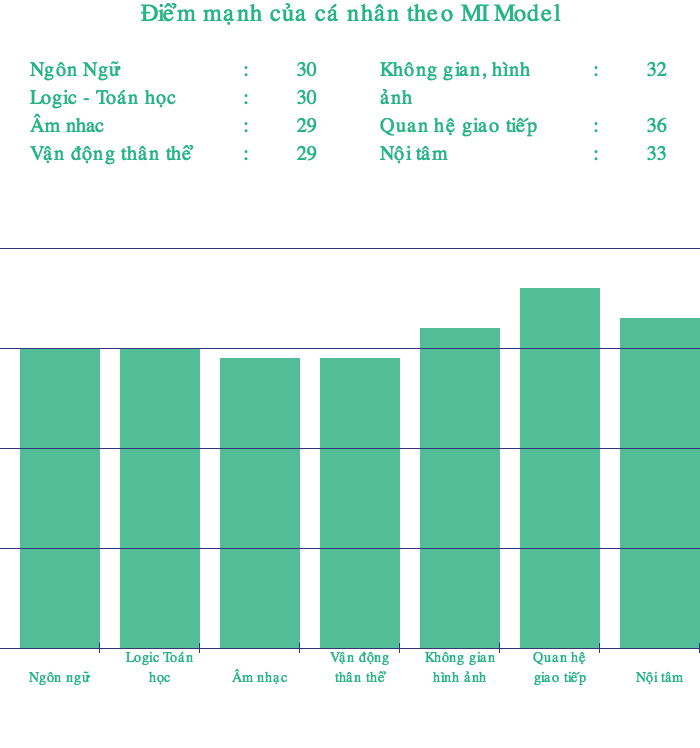 Điểm mạnh của cá nhân theo MI Model
Ngôn Ngữ : 30
Logic - Toán học : 30
Âm nhac : 29
Vận động thân thể : 29
Không gian, hình : 32
ảnh
Quan hệ giao tiếp : 36
Nội tâm : 33
Ngôn ngữ
Logic Toán
học
Âm nhạc
Vận động
thân thể
Không gian
hình ảnh
Quan hệ
giao tiếp
Nội tâm